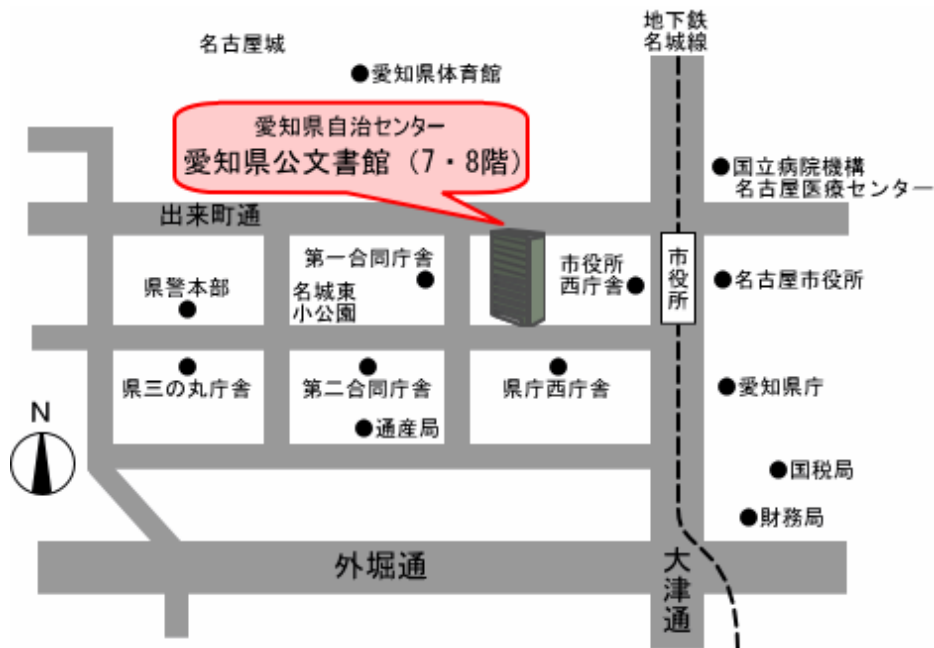 地下鉄
名城線
名古屋城
●愛知県体育館
愛知県自治センター
愛知県公文書館（7・8階）
●国立病院機構
名古屋医療センター
出来町通
第一合同庁舎
名城東
小公園
県警本部
市役所
西庁舎
市役所
●名古屋市役所
県三の丸庁舎
第二合同庁舎
県庁西庁舎
●愛知県庁
●通産局
N
●国税局
●財務局
外堀通
大津通